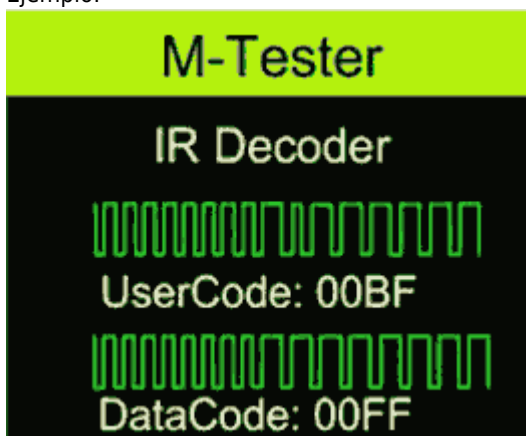 Ejemplo:
M-Tester
IR Decoder
UserCode: 00BF
DataCode: 00FF